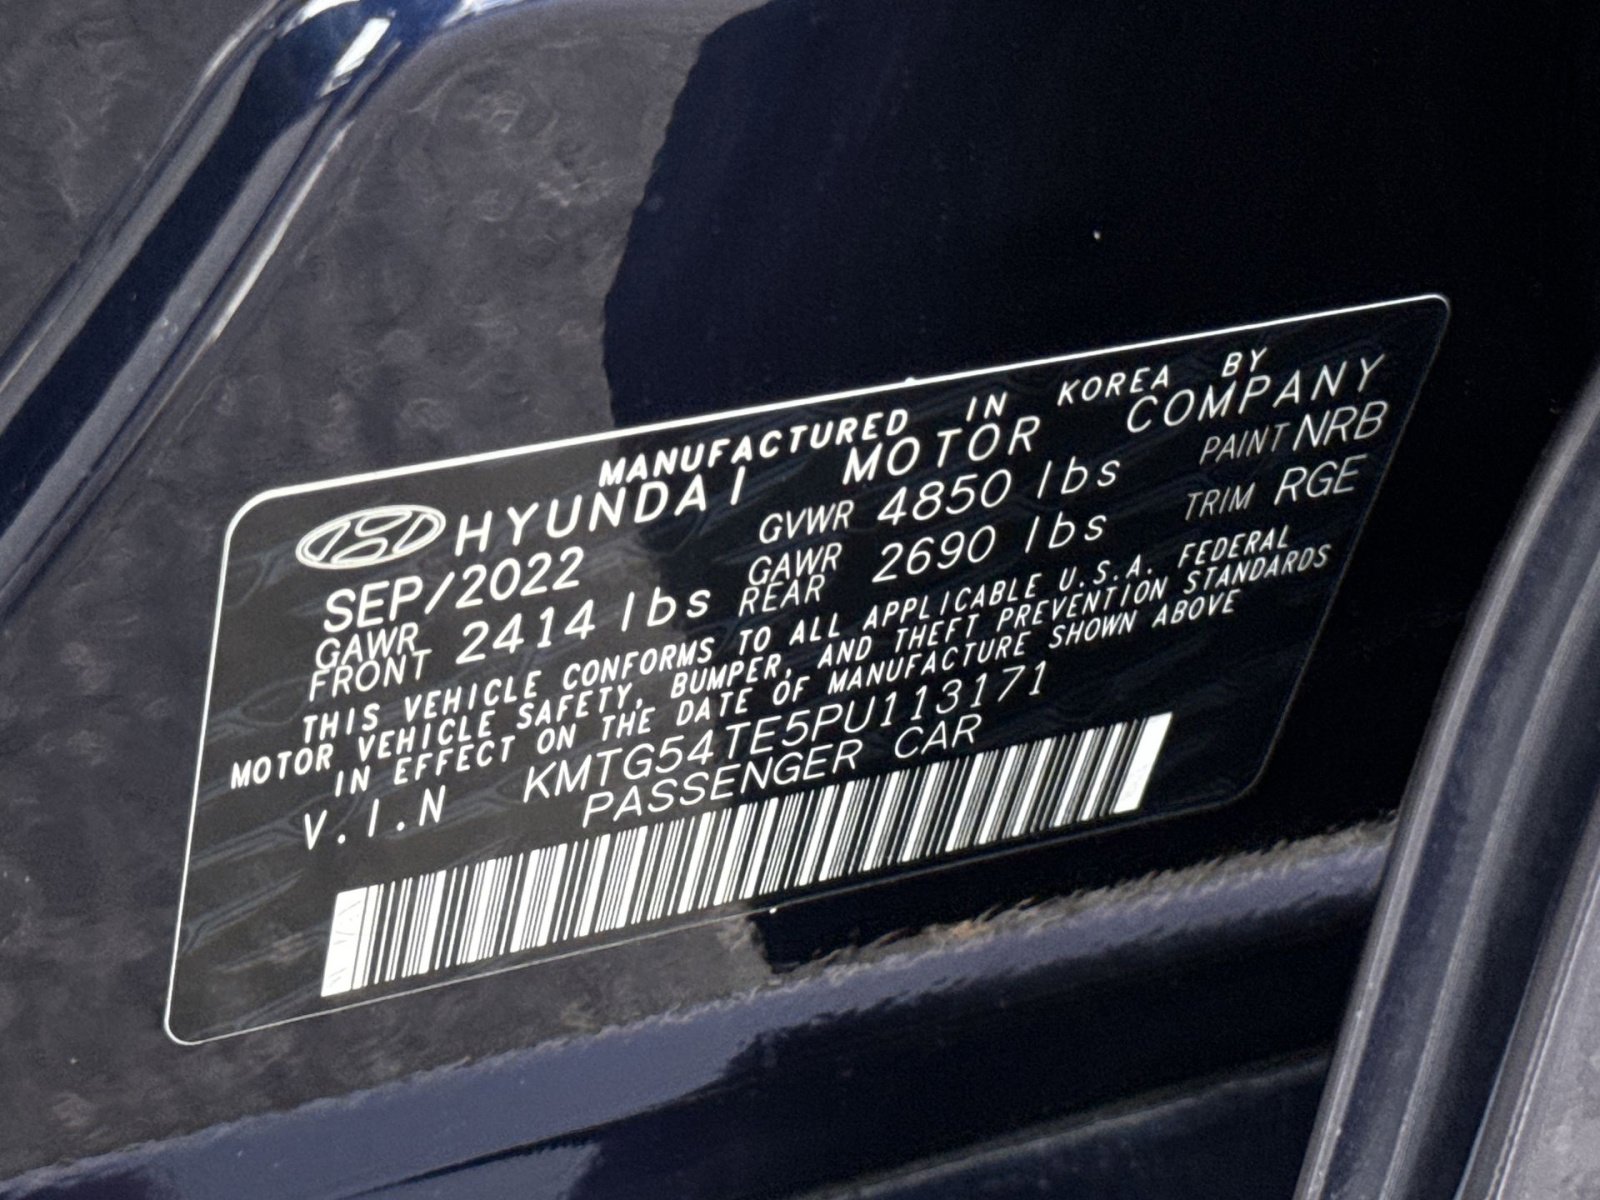 MANUFACTURED IN KOREA BY
HYUNDAI MOTOR COMPANY
SEP/2022 GVWR 4850 lbs PAINT NRB
GAWR FRONT 2414 lbs GAWR REAR 2690 lbs TRIM RGE
THIS VEHICLE CONFORMS TO ALL APPLICABLE U.S.A. FEDERAL
MOTOR VEHICLE SAFETY, BUMPER, AND THEFT PREVENTION STANDARDS
IN EFFECT ON THE DATE OF MANUFACTURE SHOWN ABOVE
V.I.N KMTG54TE5PU113171
PASSENGER CAR